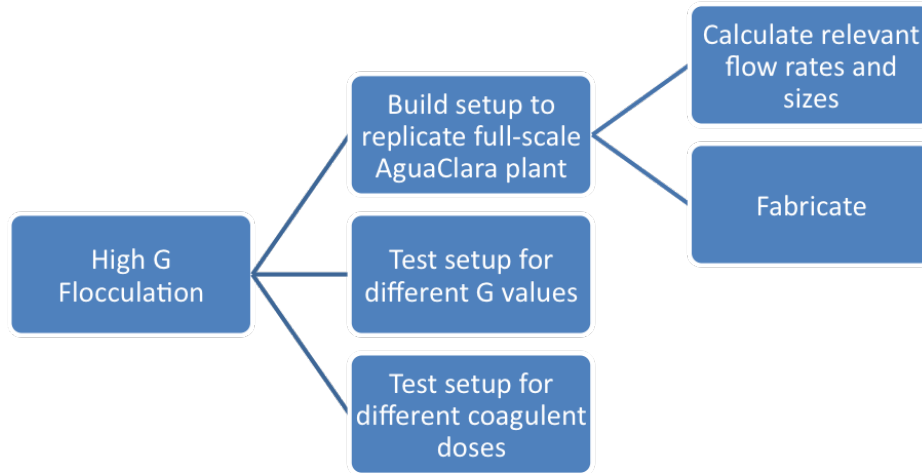 High G
Flocculation
Build setup to
replicate full-scale
AguaClara plant
Calculate relevant
flow rates and
sizes
Fabricate
Test setup for
different G values
Test setup for
different coagulent
doses